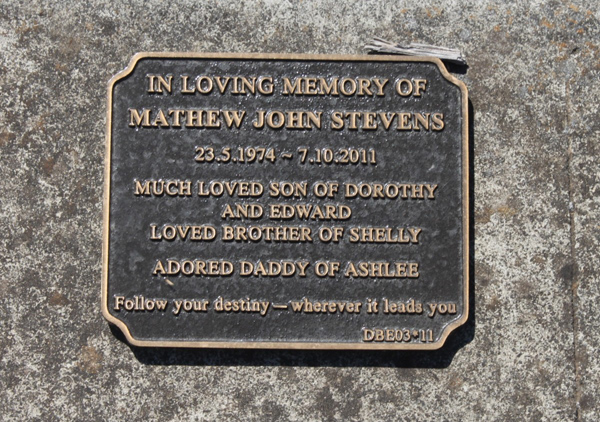 IN LOVING MEMORY OF
MATHEW JOHN STEVENS
23.5.1974 ~ 7.10.2011
MUCH LOVED SON OF DOROTHY
AND EDWARD
LOVED BROTHER OF SHELLY
ADORED DADDY OF ASHLEE
Follow your destiny — wherever it leads you
DBE03*11